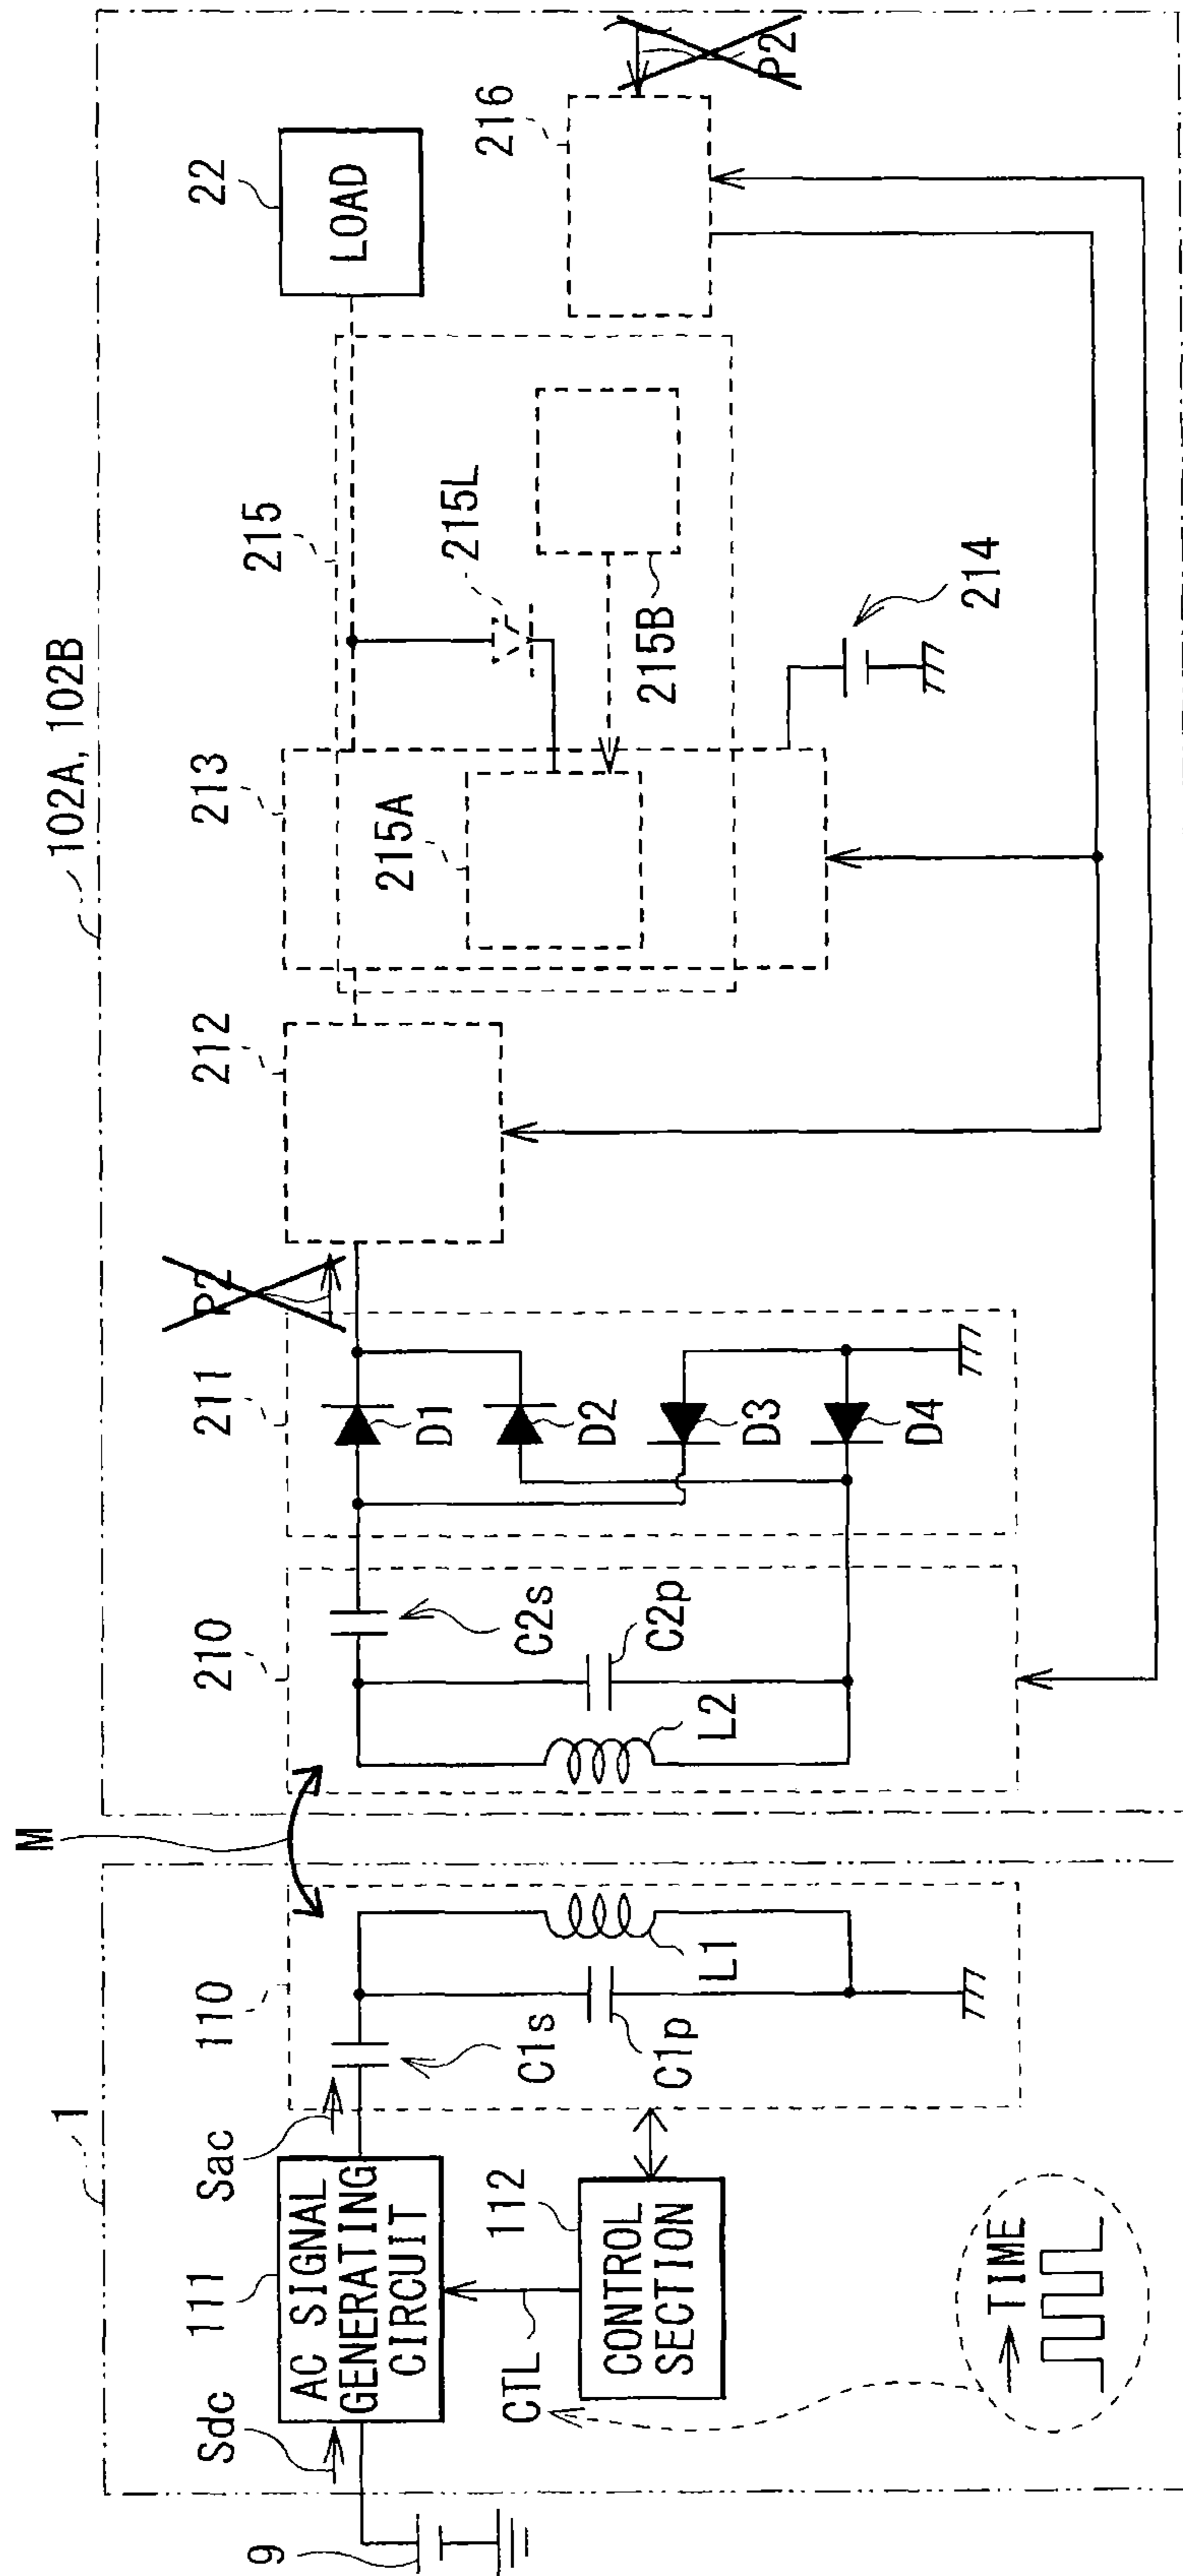 102A, 102B
1
M
9
Sdc
111
AC SIGNAL
GENERATING
CIRCUIT
Sac
110
C1s
C1p
L1
CTL
112
CONTROL
SECTION
TIME
210
C2s
C2p
L2
211
D1
D2
D3
D4
P2
212
213
215A
215
215L
215B
214
22
LOAD
216
P2